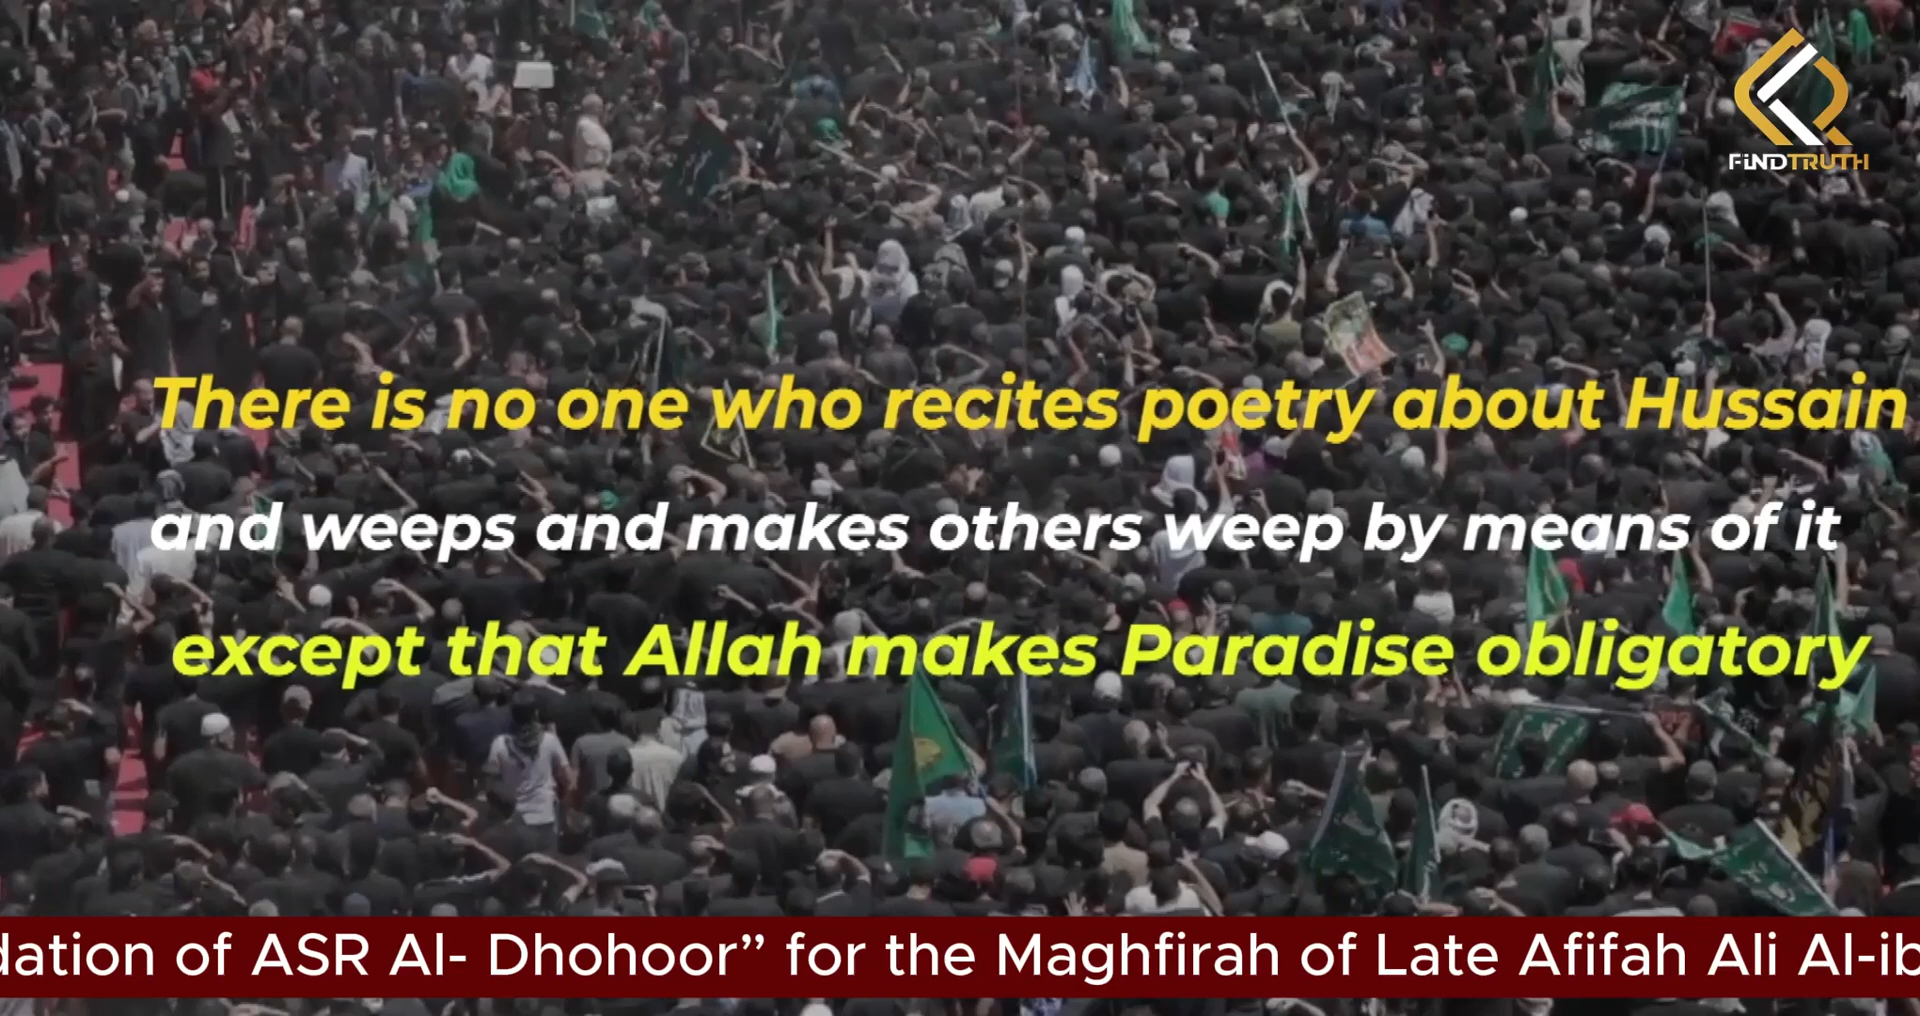 FiNDTRUTH
There is no one who recites poetry about Hussain
and weeps and makes others weep by means of it
except that Allah makes Paradise obligatory
dation of ASR Al- Dhohoor” for the Maghfirah of Late Afifah Ali Al-ib